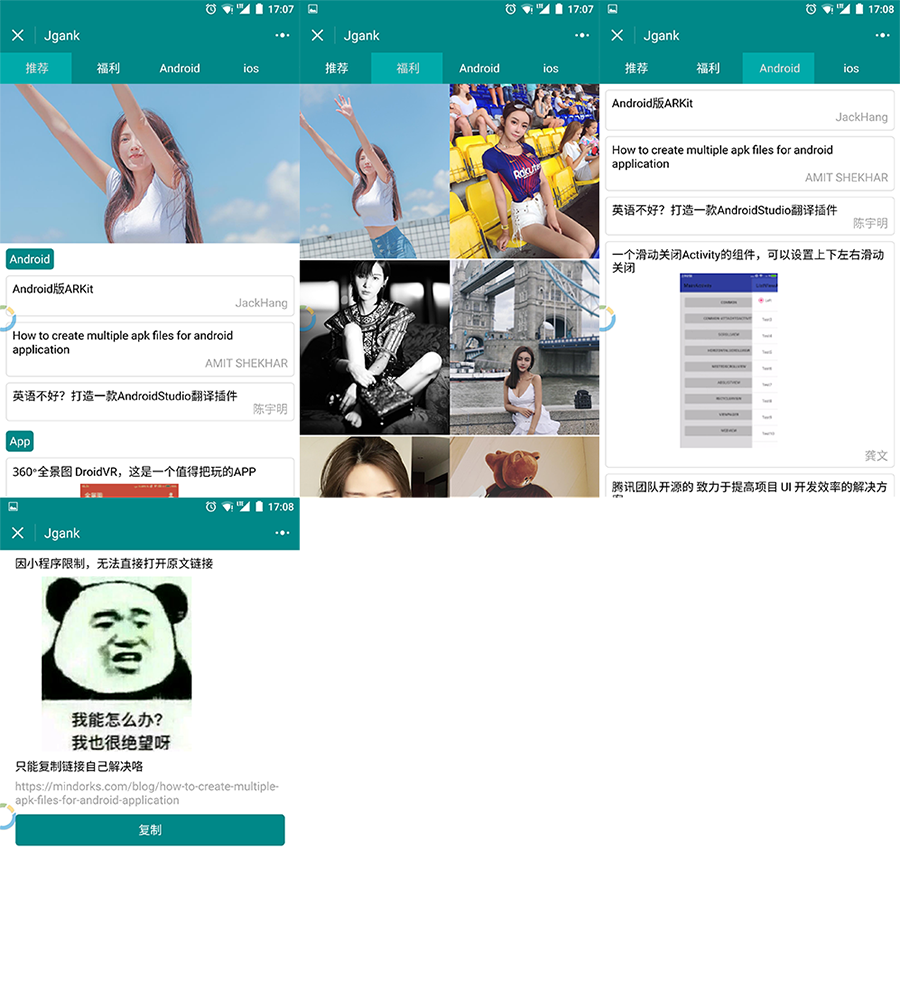 17:07
Jgank
推荐 福利 Android ios
Android
Android版ARKit
JackHang
How to create multiple apk files for android
application
AMIT SHEKHAR
英语不好？打造一款AndroidStudio翻译插件
陈宇明
App
360°全景图 DroidVR，这是一个值得把玩的APP
全景图
17:07
Jgank
推荐 福利 Android ios
Rakuten
17:08
Jgank
推荐 福利 Android ios
Android版ARKit
JackHang
How to create multiple apk files for android
application
AMIT SHEKHAR
英语不好？打造一款AndroidStudio翻译插件
陈宇明
一个滑动关闭Activity的组件，可以设置上下左右滑动
关闭
龚文
腾讯团队开源的 致力于提高项目 UI 开发效率的解决方
案
17:08
Jgank
因小程序限制，无法直接打开原文链接
我能怎么办？
我也很绝望呀
只能复制链接自己解决咯
https://mindorks.com/blog/how-to-create-multiple-
apk-files-for-android-application
复制